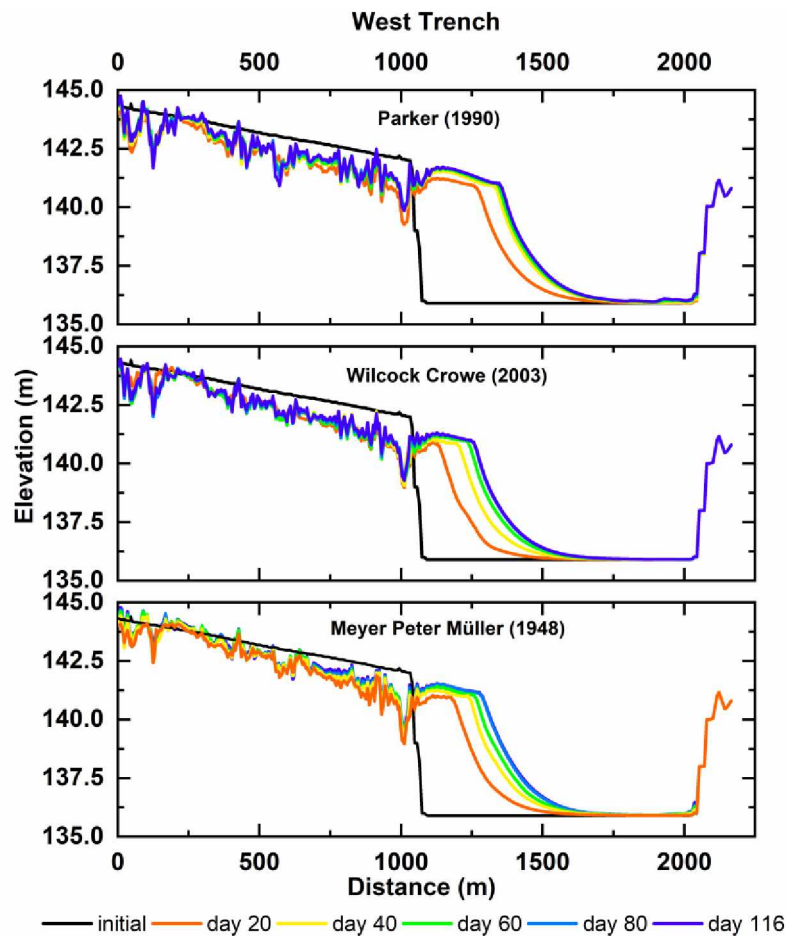 West Trench
0 500 1000 1500 2000
145.0
142.5
140.0
137.5
135.0
Parker (1990)
145.0
142.5
140.0
137.5
135.0
Wilcock Crowe (2003)
Elevation (m)
145.0
142.5
140.0
137.5
135.0
Meyer Peter Müller (1948)
0 500 1000 1500 2000
Distance (m)
initial day 20 day 40 day 60 day 80 day 116